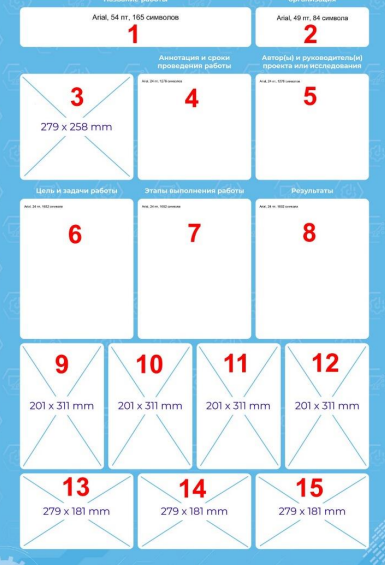 Название работы
организация
Arial, 54 пт, 165 символов
Arial, 49 пт, 84 символа
1
2
Аннотация и сроки
проведения работы
Автор(ы) и руководитель(и)
проекта или исследования
3
279 x 258 mm
4
5
Цель и задачи работы
Этапы выполнения работы
Результаты
6
7
8
9
201 x 311 mm
10
201 x 311 mm
11
201 x 311 mm
12
201 x 311 mm
13
279 x 181 mm
14
279 x 181 mm
15
279 x 181 mm